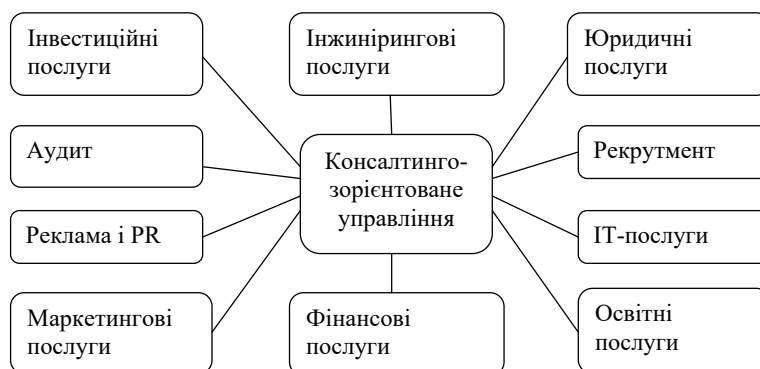 Інвестиційні
послуги
Інжинірингові
послуги
Юридичні
послуги
Аудит
Консалтинго-
зорієнтоване
управління
Рекрутмент
Реклама і PR
ІТ-послуги
Маркетингові
послуги
Фінансові
послуги
Освітні
послуги